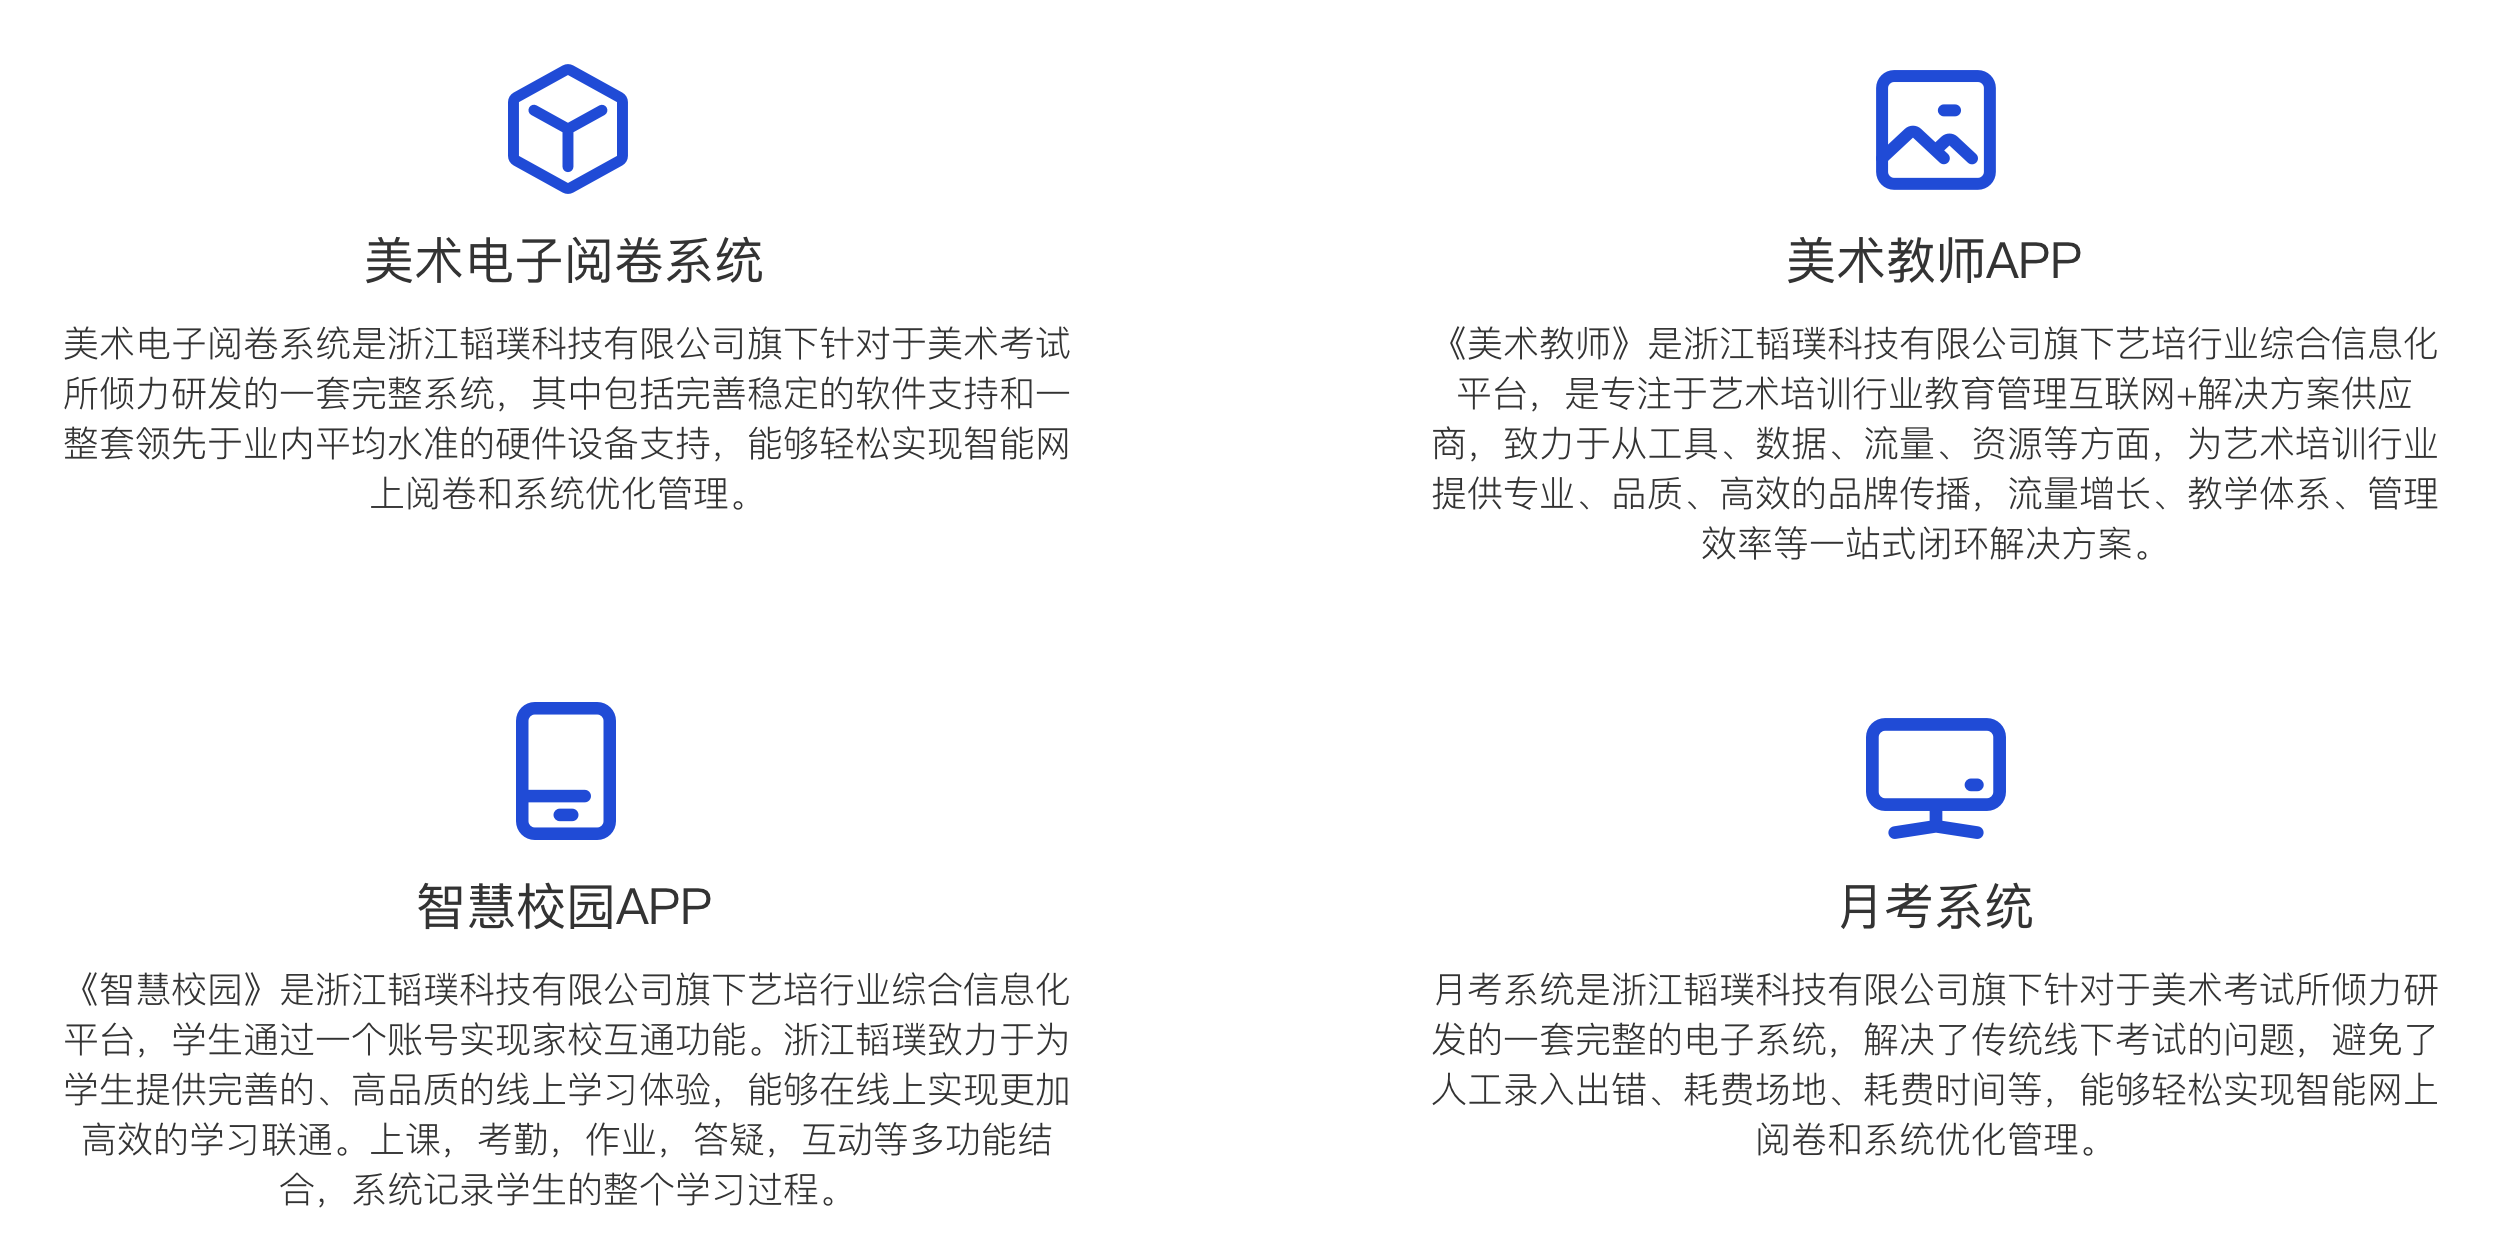 美术电子阅卷系统
美术电子阅卷系统是浙江韬璞科技有限公司旗下针对于美术考试
所倾力研发的一套完整系统，其中包括完善稳定的软件支持和一
整套领先于业内标准的硬件设备支持，能够轻松实现智能网
上阅卷和系统优化管理。
美术教师APP
《美术教师》是浙江韬璞科技有限公司旗下艺培行业综合信息化
平台，是专注于艺术培训行业教育管理互联网+解决方案供应
商，致力于从工具、数据、流量、资源等方面，为艺术培训行业
提供专业、品质、高效的品牌传播，流量增长、教学体系、管理
效率等一站式闭环解决方案。
智慧校园APP
《智慧校园》是浙江韬璞科技有限公司旗下艺培行业综合信息化
平台，学生通过一个账号实现家校互通功能。浙江韬璞致力于为
学生供完善的、高品质的线上学习体验，能够在线上实现更加
高效的学习联通。上课，考勤，作业，答疑，互动等多功能结
合，系统记录学生的整个学习过程。
月考系统
月考系统是浙江韬璞科技有限公司旗下针对于美术考试所倾力研
发的一套完整的电子系统，解决了传统线下考试的问题，避免了
人工发放出错、耗费场地、耗费时间等，能够轻松实现智能网上
阅卷和系统优化管理。